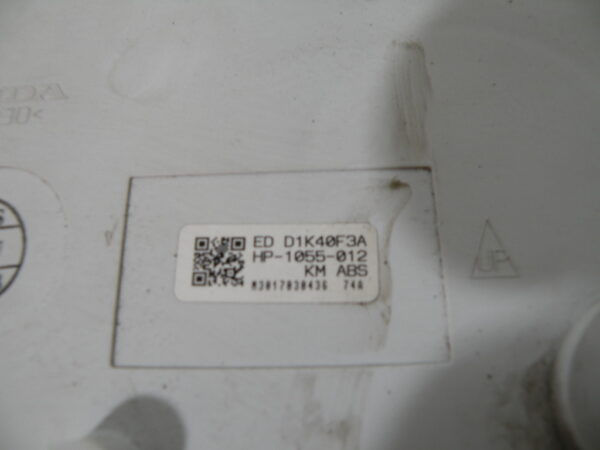 ED D1K40F3A
HP-1055-012
KM ABS
M3017030436 74A
UP